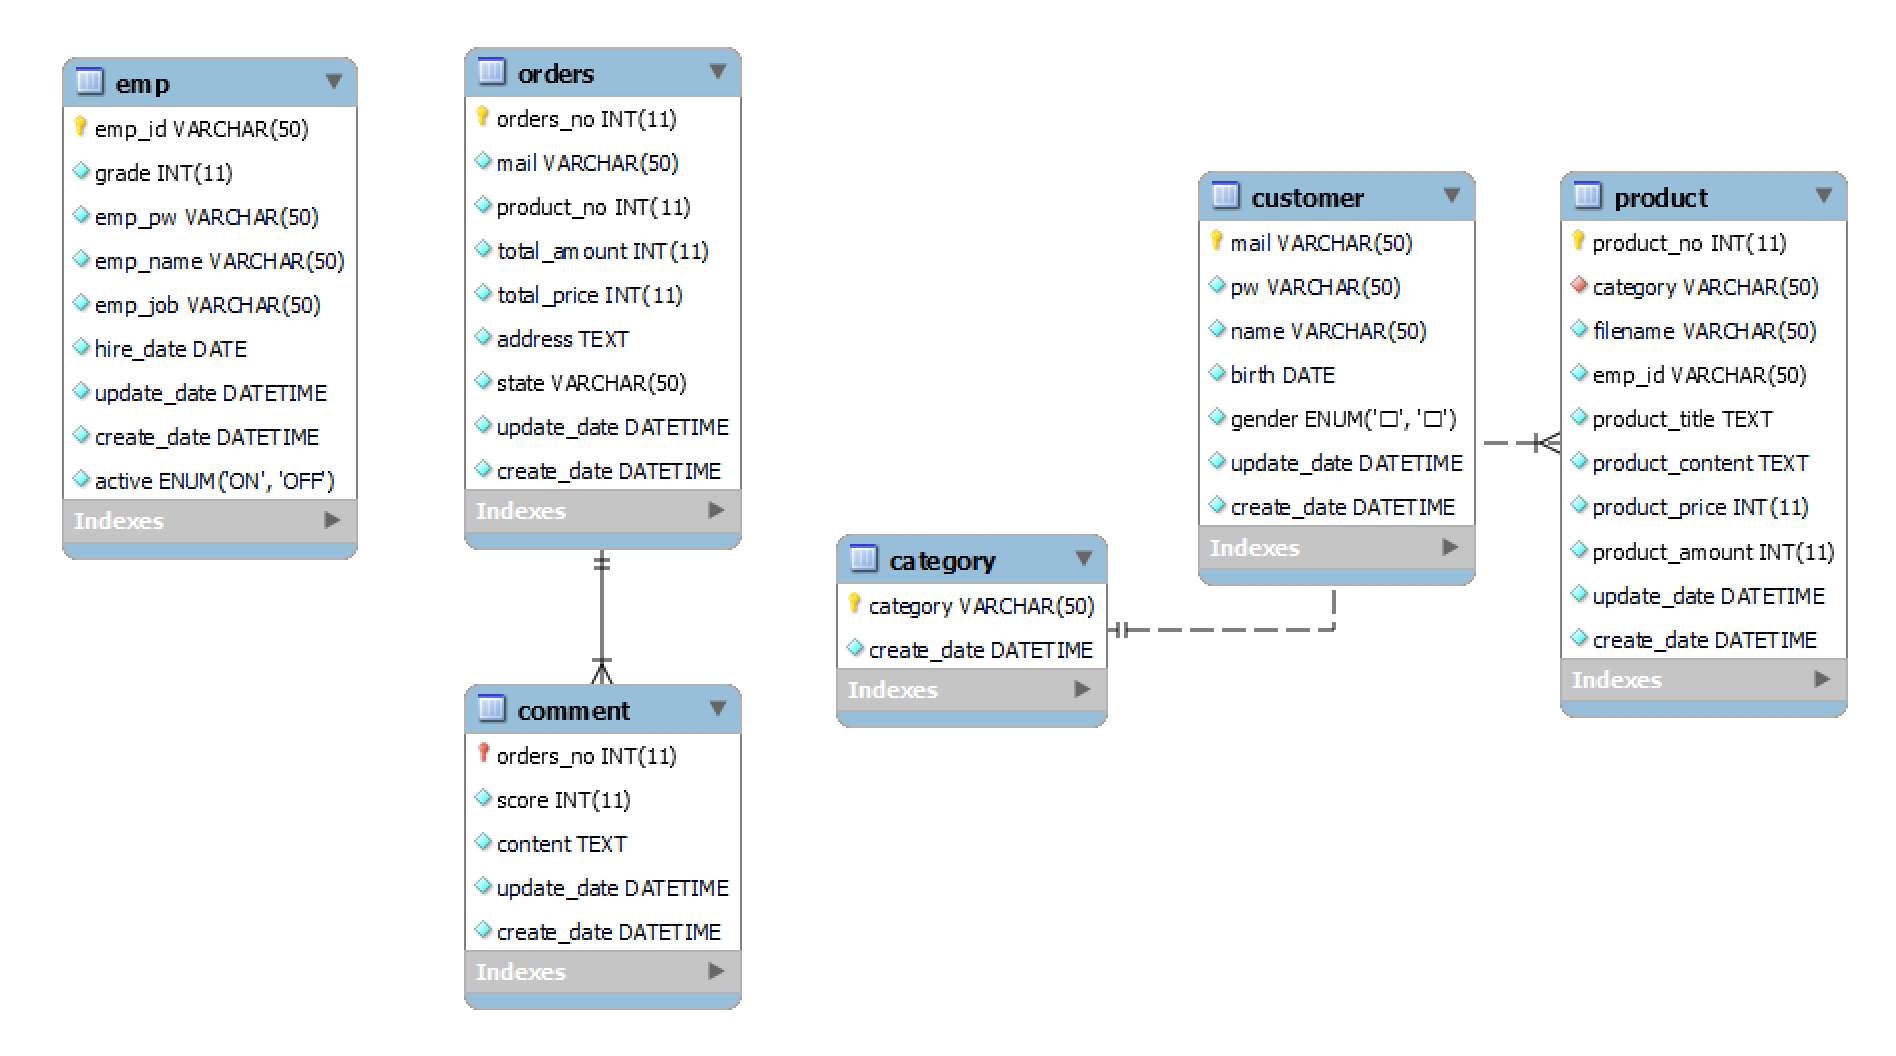 emp
emp_id VARCHAR(50)
grade INT(11)
emp_pw VARCHAR(50)
emp_name VARCHAR(50)
emp_job VARCHAR(50)
hire_date DATE
update_date DATETIME
create_date DATETIME
active ENUM('ON', 'OFF')
Indexes
orders
orders_no INT(11)
mail VARCHAR(50)
product_no INT(11)
total_amount INT(11)
total_price INT(11)
address TEXT
state VARCHAR(50)
update_date DATETIME
create_date DATETIME
Indexes
comment
orders_no INT(11)
score INT(11)
content TEXT
update_date DATETIME
create_date DATETIME
Indexes
category
category VARCHAR(50)
create_date DATETIME
Indexes
customer
mail VARCHAR(50)
pw VARCHAR(50)
name VARCHAR(50)
birth DATE
gender ENUM('□', '□')
update_date DATETIME
create_date DATETIME
Indexes
product
product_no INT(11)
category VARCHAR(50)
filename VARCHAR(50)
emp_id VARCHAR(50)
product_title TEXT
product_content TEXT
product_price INT(11)
product_amount INT(11)
update_date DATETIME
create_date DATETIME
Indexes